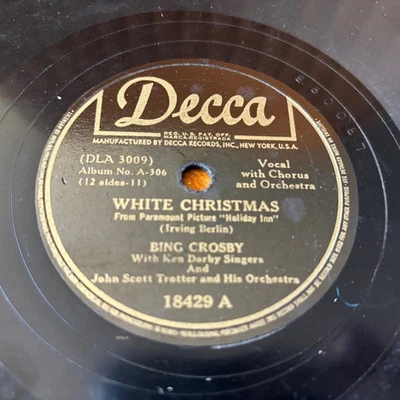 Decca
REG. U.S. PAT. OFF.
MARCA REGISTRADA
MANUFACTURED BY DECCA RECORDS, INC., NEW YORK, U.S.A.
(DLA 3009)
Album No. A-306
(12 sides-11)
Vocal
with Chorus
and Orchestra
WHITE CHRISTMAS
From Paramount Picture "Holiday Inn"
(Irving Berlin)
BING CROSBY
With Ken Darby Singers
And
John Scott Trotter and His Orchestra
18429 A